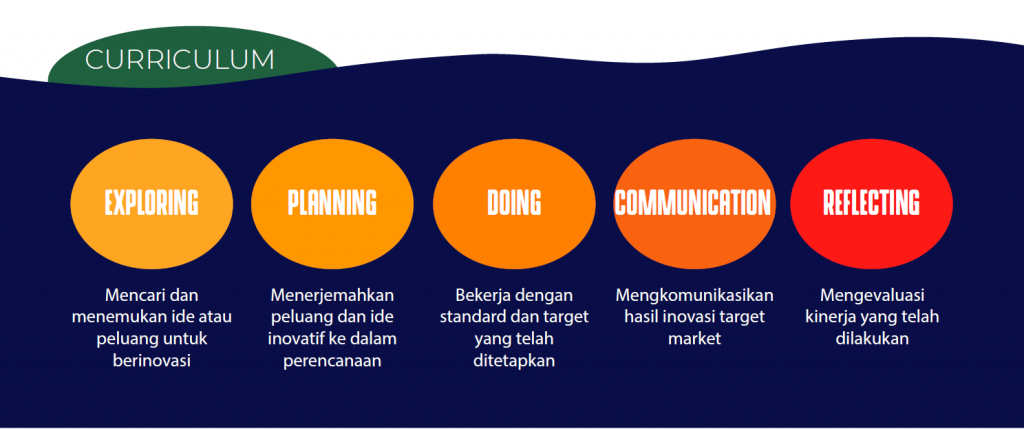 CURRICULUM
EXPLORING
PLANNING
DOING
COMMUNICATION
REFLECTING
Mencari dan
menemukan ide atau
peluang untuk
berinovasi
Menerjemahkan
peluang dan ide
inovatif ke dalam
perencanaan
Bekerja dengan
standard dan target
yang telah
ditetapkan
Mengkomunikasikan
hasil inovasi target
market
Mengevaluasi
kinerja yang telah
dilakukan